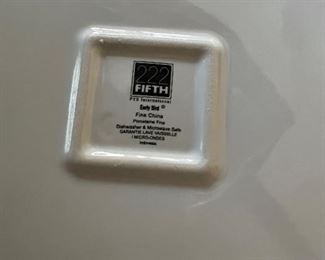 222
FIFTH
PTS International
Early Bird ©
Fine China
Porcelaine Fine
Dishwasher & Microwave Safe
GARANTIE LAVE VAISSELLE
/ MICRO-ONDES